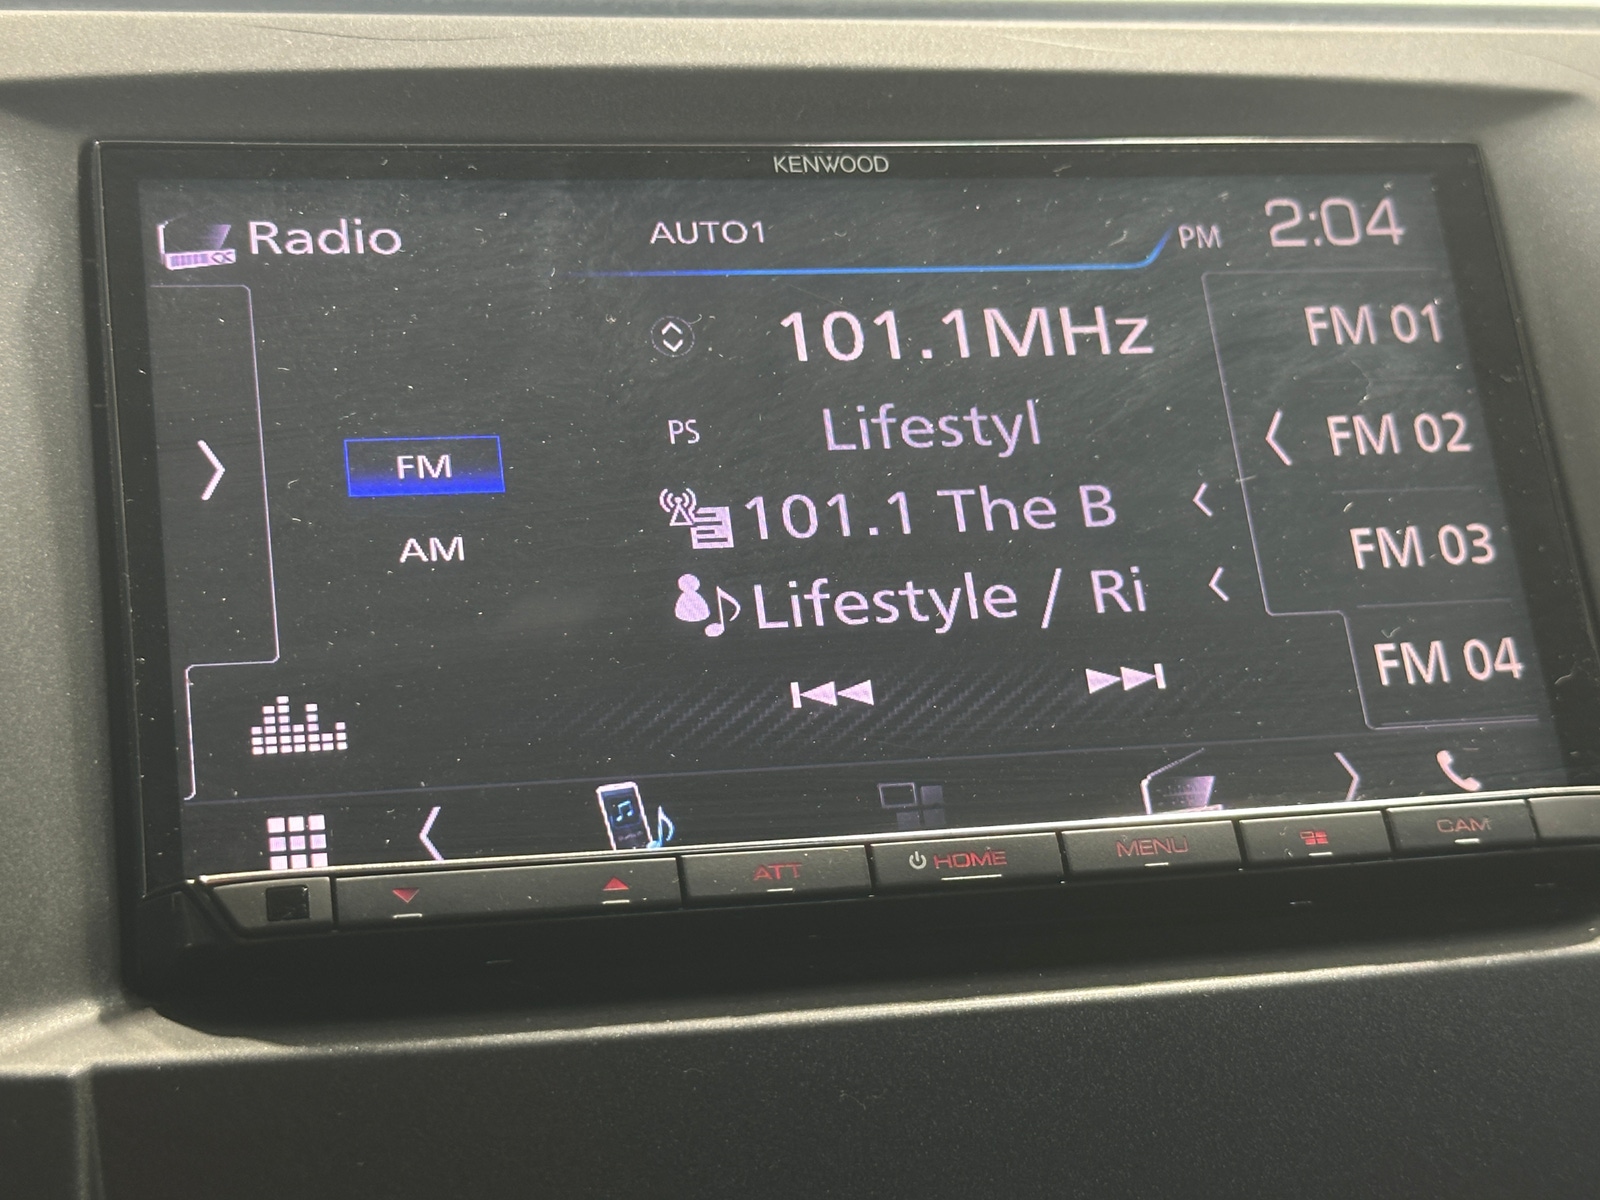 KENWOOD
Radio
AUTO1
PM 2:04
101.1MHz
FM 01
PS Lifestyl
FM 02
FM
101.1 The B
AM
FM 03
Lifestyle / Ri
FM 04
ATT
HOME
MENU
CAM